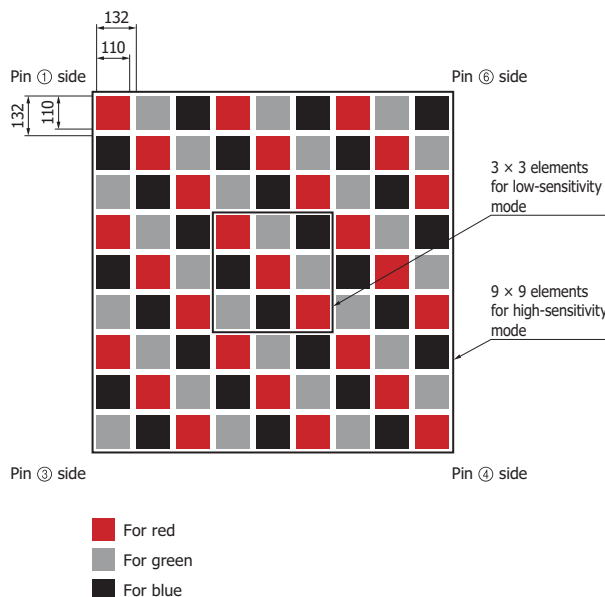 132
110
Pin ① side
Pin ⑥ side
132
110
3 × 3 elements
for low-sensitivity
mode
9 × 9 elements
for high-sensitivity
mode
Pin ③ side
Pin ④ side
For red
For green
For blue